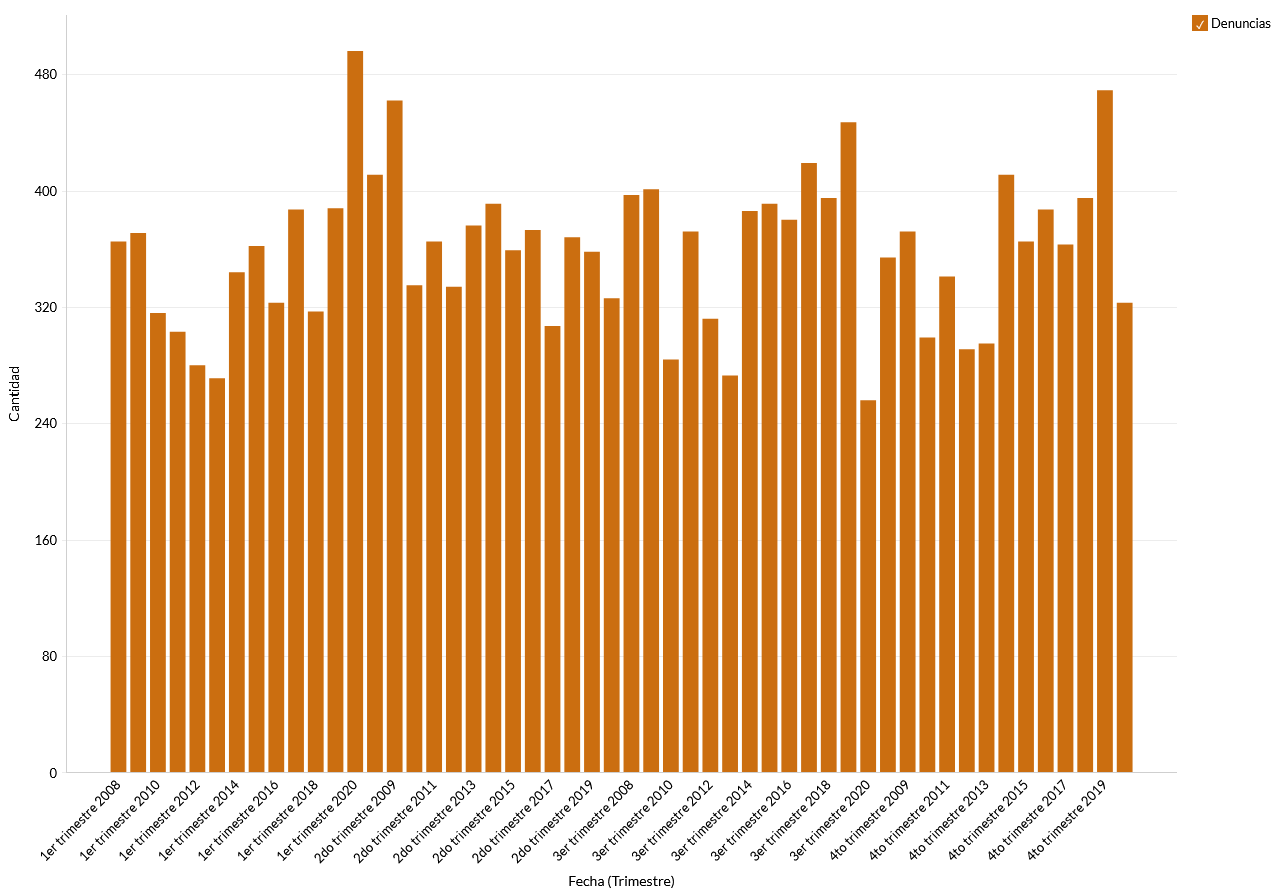 Denuncias
480
400
320
240
160
80
0
Cantidad
1er trimestre 2008
1er trimestre 2010
1er trimestre 2012
1er trimestre 2014
1er trimestre 2016
1er trimestre 2018
1er trimestre 2020
2do trimestre 2009
2do trimestre 2011
2do trimestre 2013
2do trimestre 2015
2do trimestre 2017
2do trimestre 2019
3er trimestre 2008
3er trimestre 2010
3er trimestre 2012
3er trimestre 2014
3er trimestre 2016
3er trimestre 2018
3er trimestre 2020
4to trimestre 2009
4to trimestre 2011
4to trimestre 2013
4to trimestre 2015
4to trimestre 2017
4to trimestre 2019
Fecha (Trimestre)